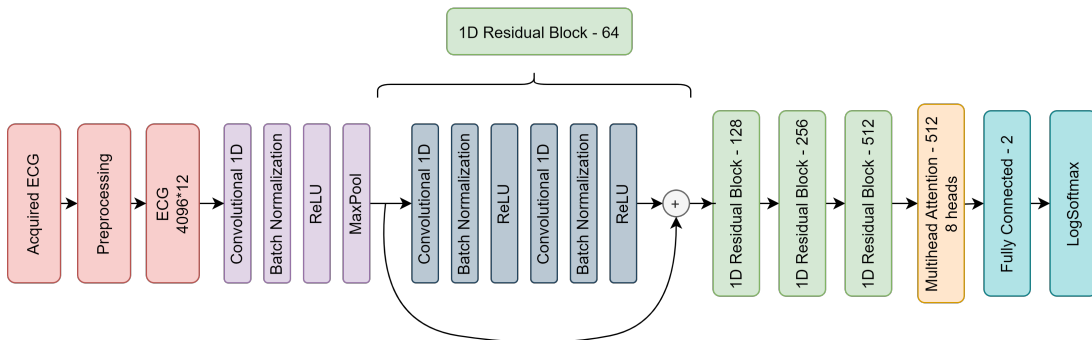 1D Residual Block - 64
Acquired ECG
Preprocessing
ECG
4096*12
Convolutional 1D
Batch Normalization
ReLU
MaxPool
Convolutional 1D
Batch Normalization
ReLU
Convolutional 1D
Batch Normalization
ReLU
+
1D Residual Block - 128
1D Residual Block - 256
1D Residual Block - 512
Multihead Attention - 512
8 heads
Fully Connected - 2
LogSoftmax